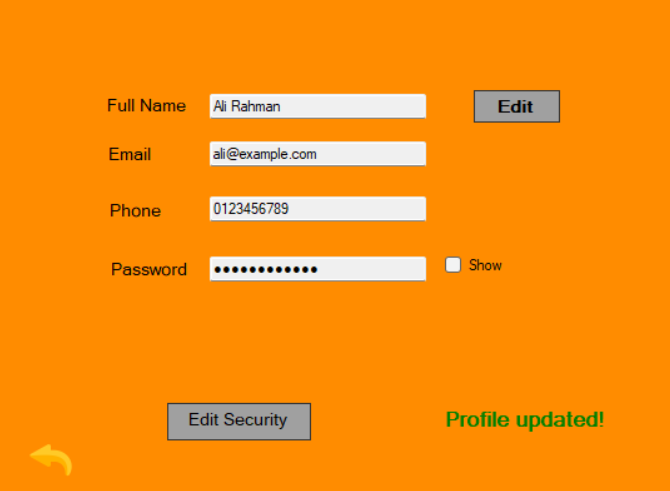 Full Name Ali Rahman Edit
Email ali@example.com
Phone 0123456789
Password •••••••••••• Show
Edit Security Profile updated!